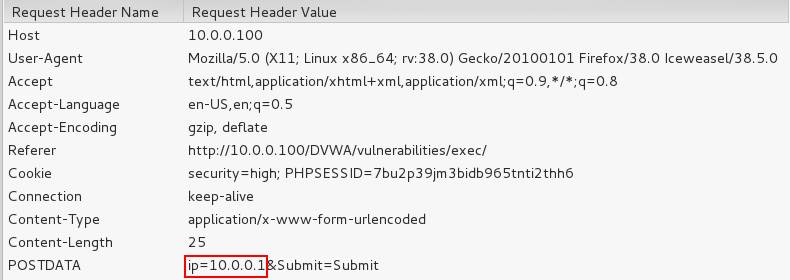 Request Header Name Request Header Value
Host 10.0.0.100
User-Agent Mozilla/5.0 (X11; Linux x86_64; rv:38.0) Gecko/20100101 Firefox/38.0 Iceweasel/38.5.0
Accept text/html,application/xhtml+xml,application/xml;q=0.9,*/*;q=0.8
Accept-Language en-US,en;q=0.5
Accept-Encoding gzip, deflate
Referer http://10.0.0.100/DVWA/vulnerabilities/exec/
Cookie security=high; PHPSESSID=7bu2p39jm3bidb965tnti2thh6
Connection keep-alive
Content-Type application/x-www-form-urlencoded
Content-Length 25
POSTDATA ip=10.0.0.1&Submit=Submit